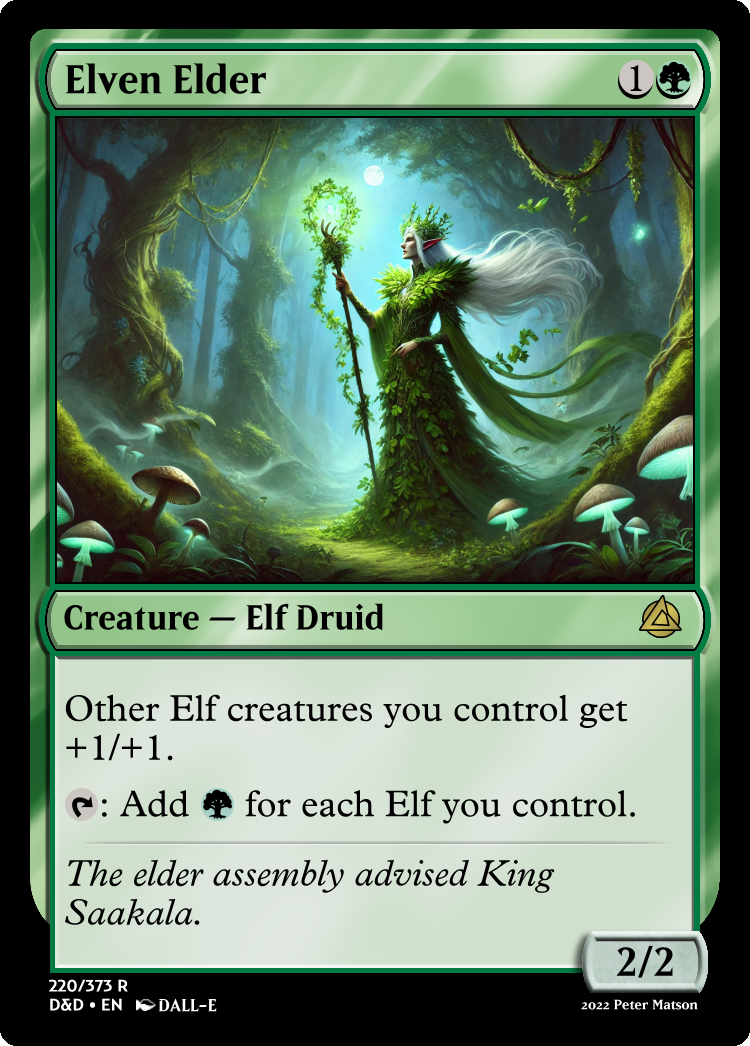 Elven Elder 1
Creature — Elf Druid
Other Elf creatures you control get
+1/+1.
: Add for each Elf you control.
The elder assembly advised King
Saakala.
2/2
220/373 R
D&D • EN DALL-E
2022 Peter Matson